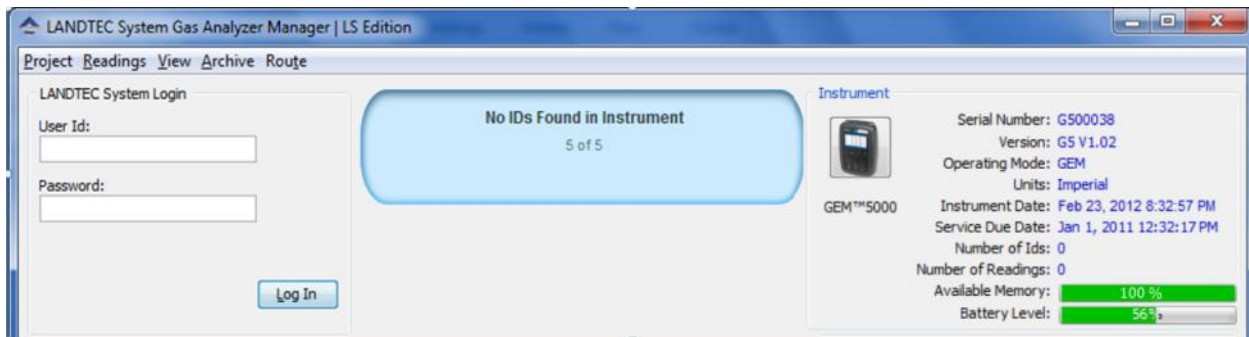 LANDTEC System Gas Analyzer Manager | LS Edition
Project Readings View Archive Route
LANDTEC System Login
User Id:
Password:
Log In
No IDs Found in Instrument
5 of 5
Instrument
GEM™5000
Serial Number: G500038
Version: G5 V1.02
Operating Mode: GEM
Units: Imperial
Instrument Date: Feb 23, 2012 8:32:57 PM
Service Due Date: Jan 1, 2011 12:32:17 PM
Number of Ids: 0
Number of Readings: 0
Available Memory: 100 %
Battery Level: 56%